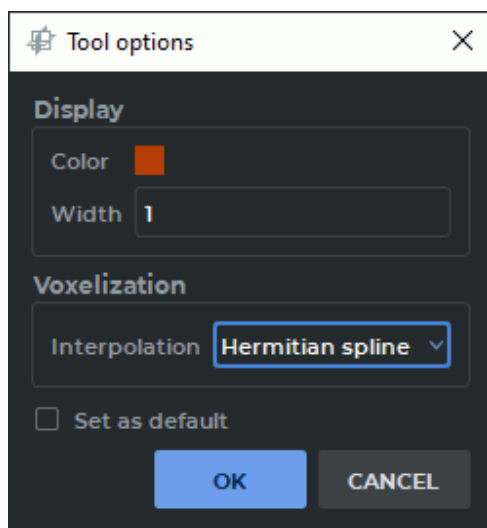 Tool options
Display
Color
Width 1
Voxelization
Interpolation Hermitian spline
Set as default
OK CANCEL